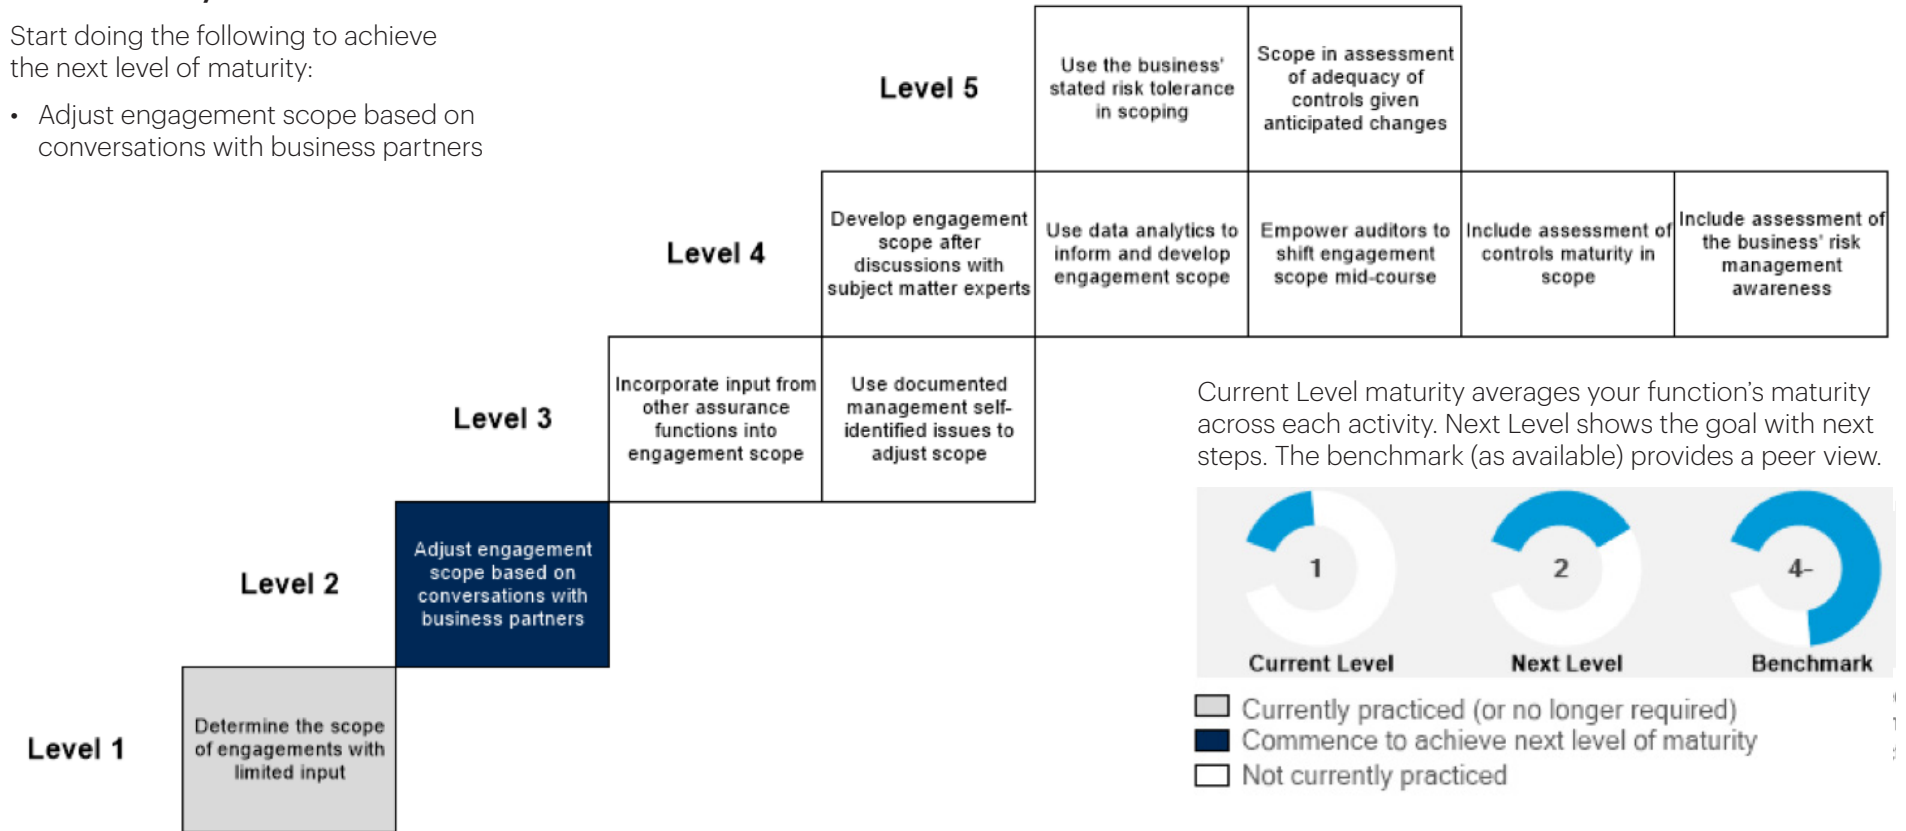 Start doing the following to achieve
the next level of maturity:
• Adjust engagement scope based on
conversations with business partners
Level 5
Use the business'
stated risk tolerance
in scoping
Scope in assessment
of adequacy of
controls given
anticipated changes
Level 4
Develop engagement
scope after
discussions with
subject matter experts
Use data analytics to
inform and develop
engagement scope
Empower auditors to
shift engagement
scope mid-course
Include assessment of
controls maturity in
scope
Include assessment of
the business' risk
management
awareness
Level 3
Incorporate input from
other assurance
functions into
engagement scope
Use documented
management self-
identified issues to
adjust scope
Level 2
Adjust engagement
scope based on
conversations with
business partners
Level 1
Determine the scope
of engagements with
limited input
Current Level maturity averages your function’s maturity
across each activity. Next Level shows the goal with next
steps. The benchmark (as available) provides a peer view.
1
Current Level
2
Next Level
4-
Benchmark
Currently practiced (or no longer required)
Commence to achieve next level of maturity
Not currently practiced